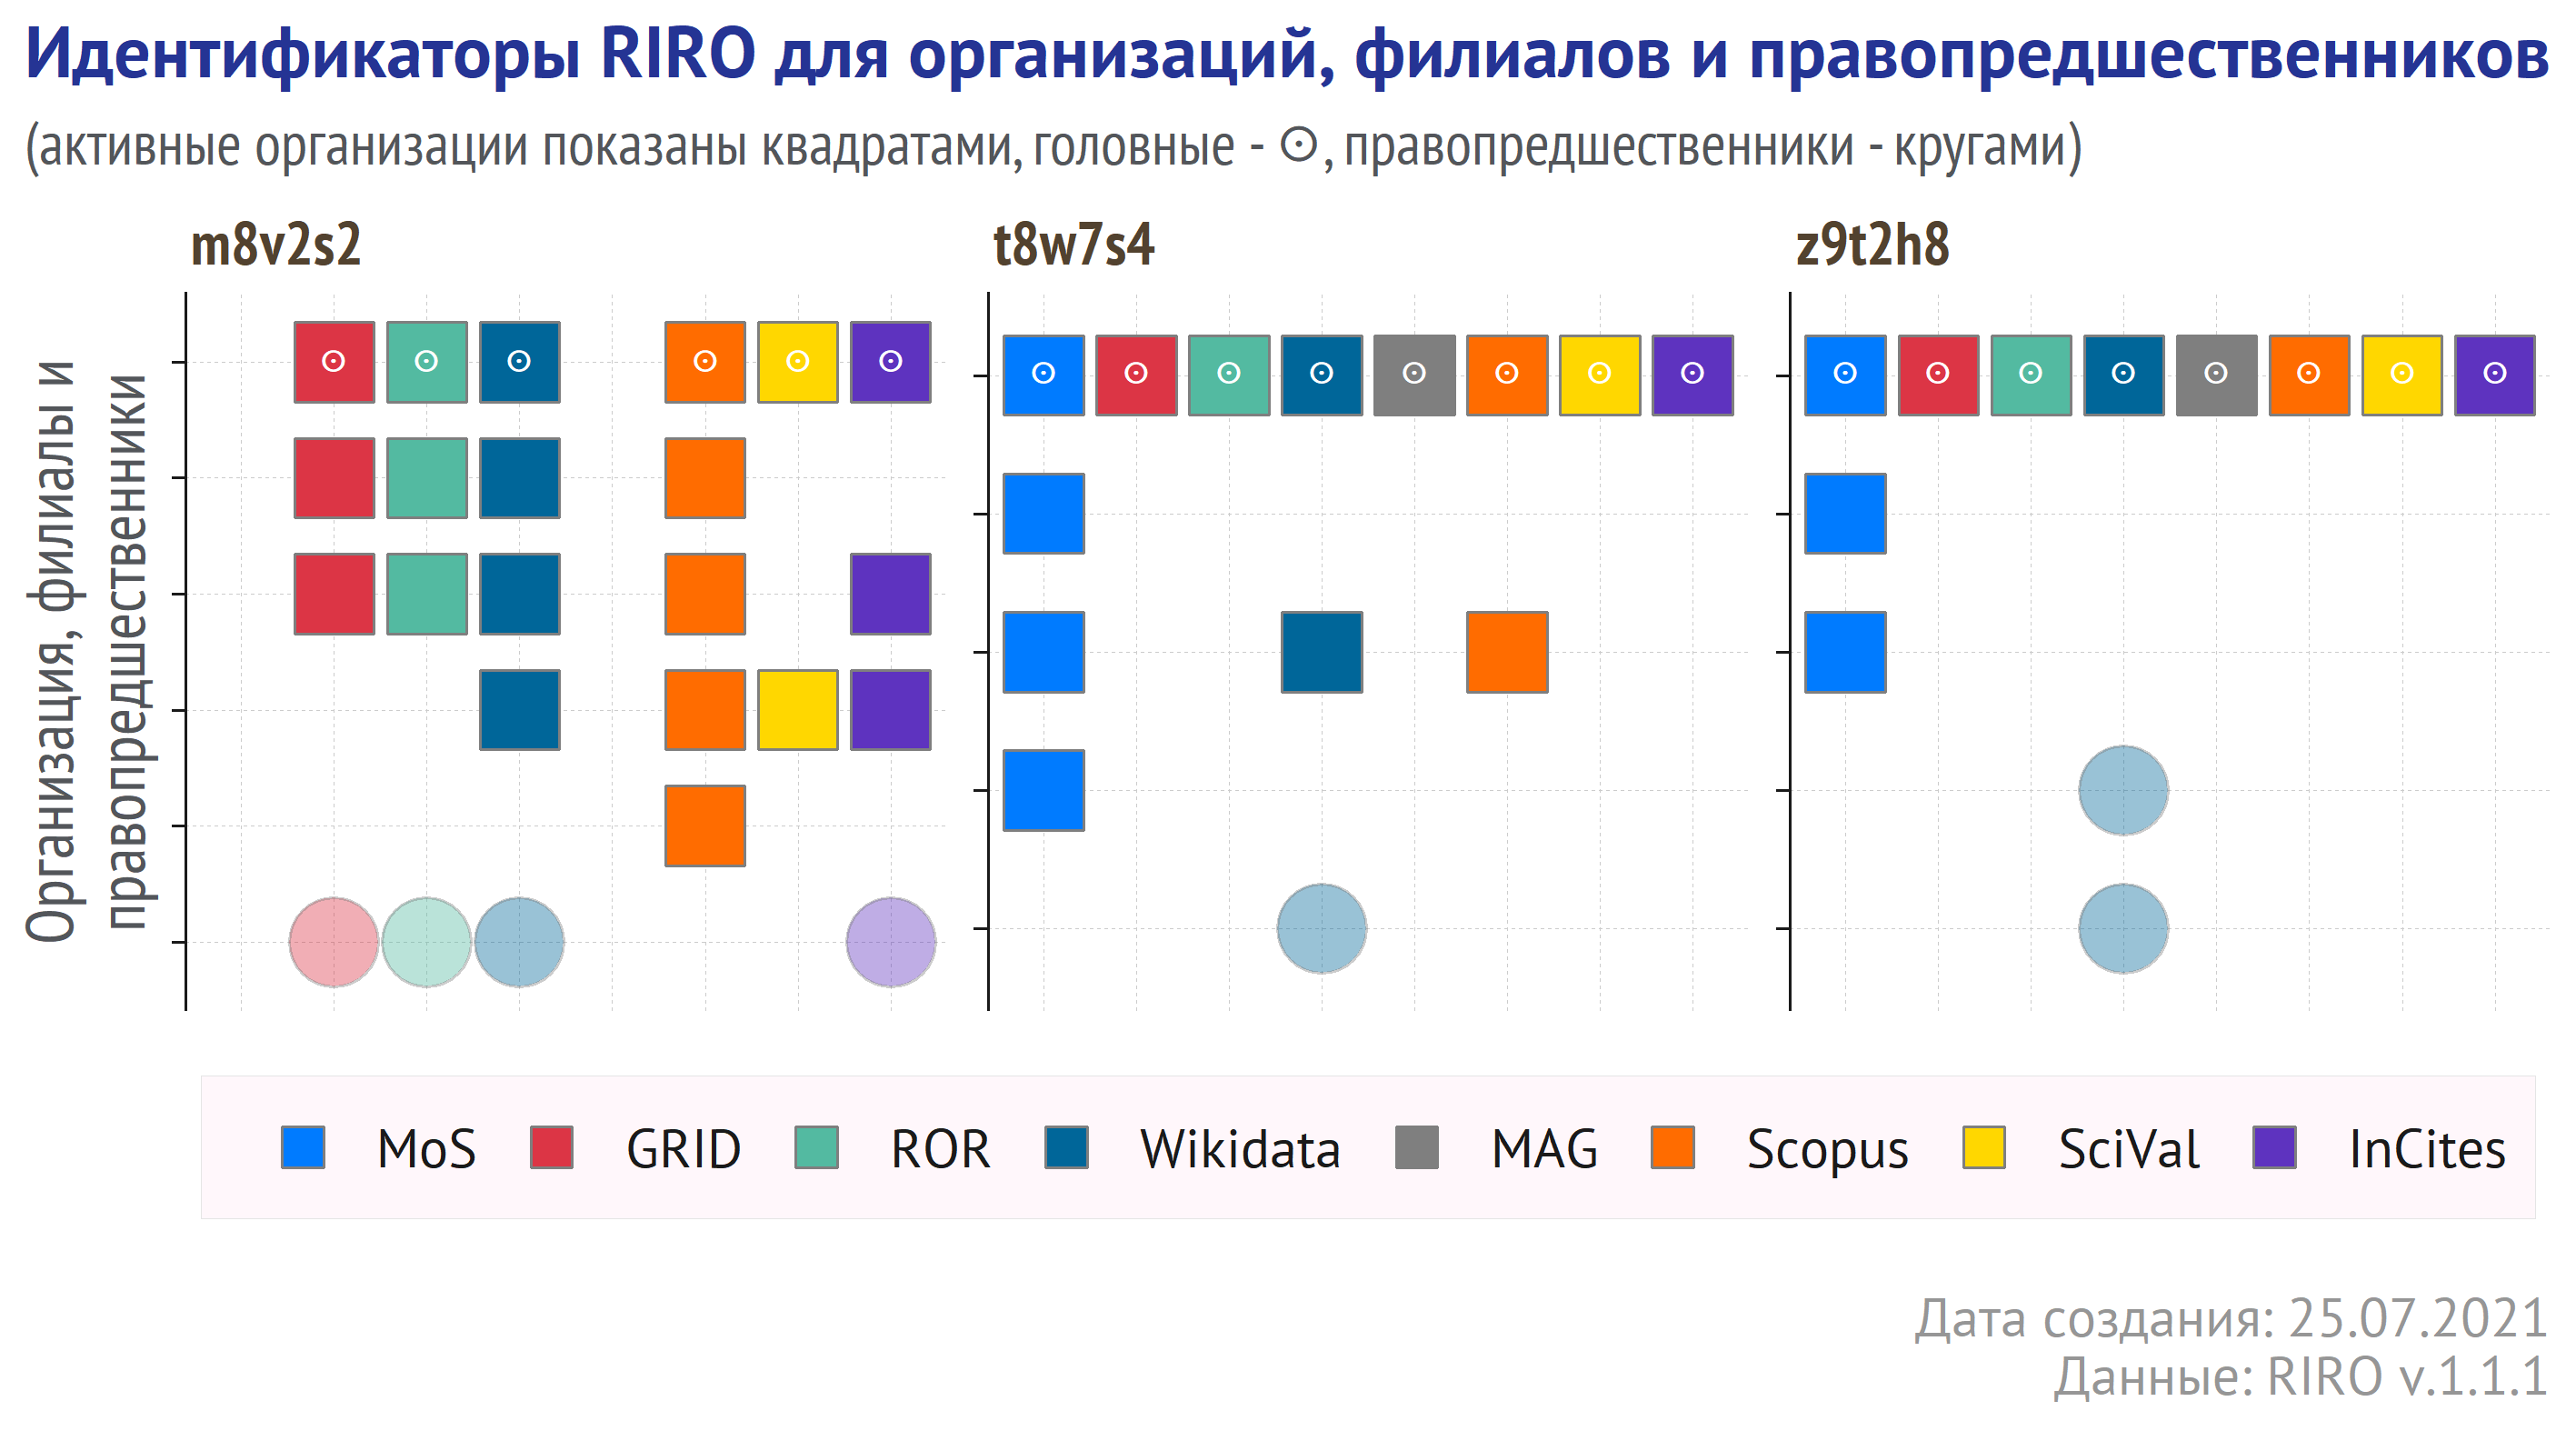 Идентификаторы RIRO для организаций, филиалов и правопредшественников
(активные организации показаны квадратами, головные - ⊙, правопредшественники - кругами)
m8v2s2
t8w7s4
z9t2h8
Организация, филиалы и
правопредшественники
MoS GRID ROR Wikidata MAG Scopus SciVal InCites
Дата создания: 25.07.2021
Данные: RIRO v.1.1.1